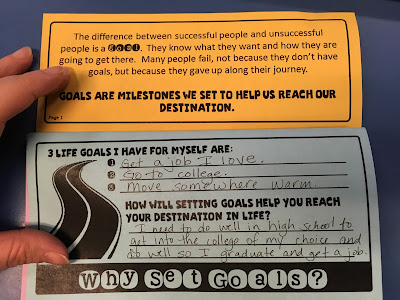 The difference between successful people and unsuccessful
people is a Goal. They know what they want and how they are
going to get there. Many people fail, not because they don't have
goals, but because they gave up along their journey.
GOALS ARE MILESTONES WE SET TO HELP US REACH OUR
DESTINATION.
Page 1
3 LIFE GOALS I HAVE FOR MYSELF ARE:
1 Get a job I love.
2 Go to college.
3 Move somewhere warm.
HOW WILL SETTING GOALS HELP YOU REACH
YOUR DESTINATION IN LIFE?
I need to do well in high school to
get into the college of my choice and
do well so I graduate and get a job.
Why Set Goals?